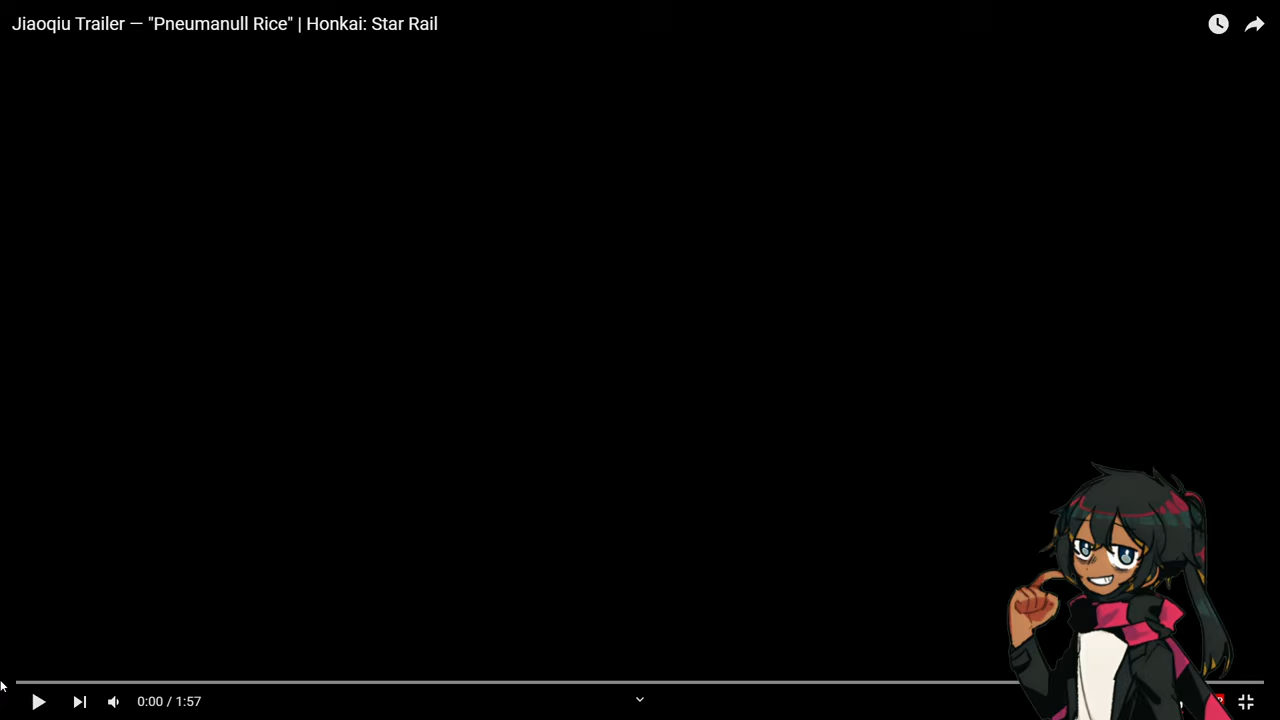 Jiaoqiu Trailer — "Pneumanull Rice" | Honkai: Star Rail
0:00 / 1:57